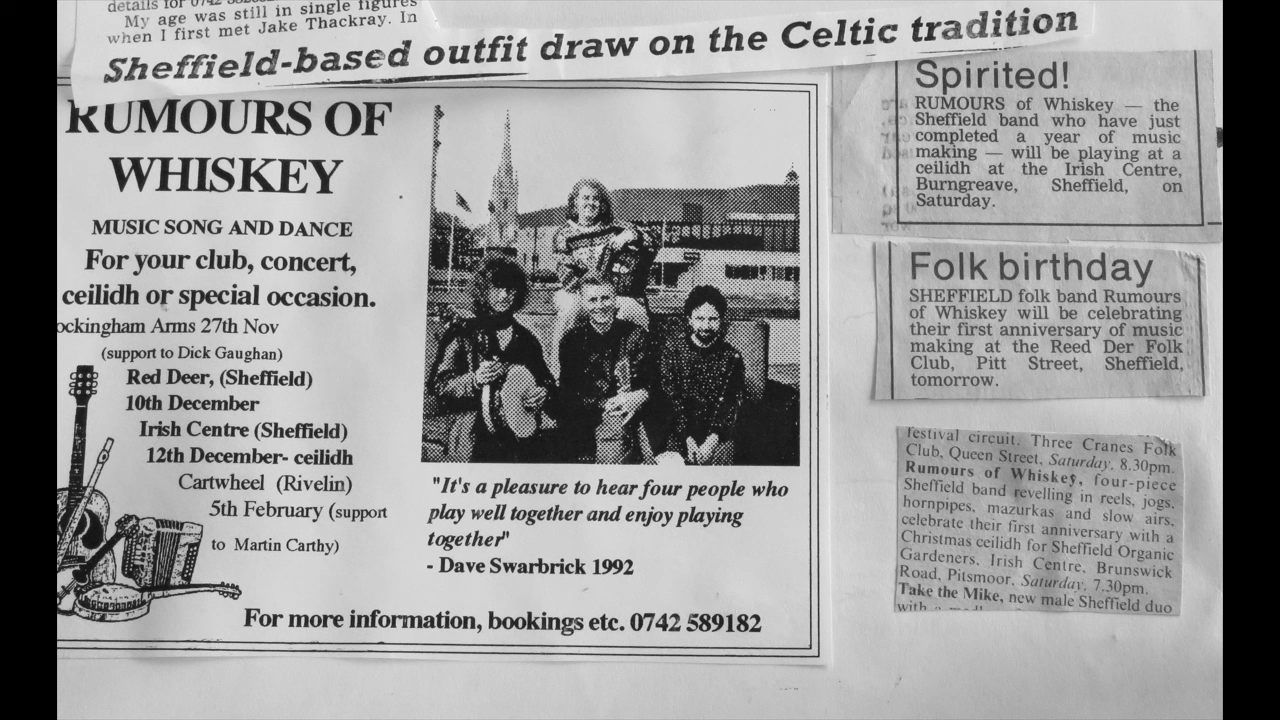 details for 0742
My age was still in single figures
when I first met Jake Thackray. In
Sheffield-based outfit draw on the Celtic tradition
RUMOURS OF
WHISKEY
MUSIC SONG AND DANCE
For your club, concert,
ceilidh or special occasion.
ockingham Arms 27th Nov
(support to Dick Gaughan)
Red Deer, (Sheffield)
10th December
Irish Centre (Sheffield)
12th December- ceilidh
Cartwheel (Rivelin)
5th February (support
to Martin Carthy)
"It's a pleasure to hear four people who
play well together and enjoy playing
together"
- Dave Swarbrick 1992
For more information, bookings etc. 0742 589182
Spirited!
RUMOURS of Whiskey — the
Sheffield band who have just
completed a year of music
making — will be playing at a
ceilidh at the Irish Centre,
Burngreave, Sheffield, on
Saturday.
Folk birthday
SHEFFIELD folk band Rumours
of Whiskey will be celebrating
their first anniversary of music
making at the Reed Der Folk
Club, Pitt Street, Sheffield,
tomorrow.
festival circuit. Three Cranes Folk
Club, Queen Street, Saturday, 8.30pm.
Rumours of Whiskey, four-piece
Sheffield band revelling in reels, jogs,
hornpipes, mazurkas and slow airs,
celebrate their first anniversary with a
Christmas ceilidh for Sheffield Organic
Gardeners. Irish Centre, Brunswick
Road, Pitsmoor, Saturday, 7.30pm.
Take the Mike, new male Sheffield duo
with a